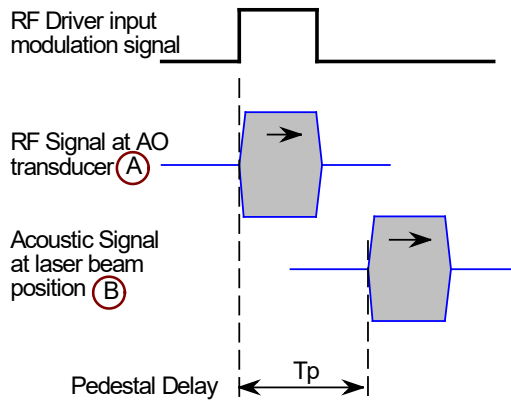 RF Driver input
modulation signal
RF Signal at AO
transducer A
Acoustic Signal
at laser beam
position B
Pedestal Delay
Tp